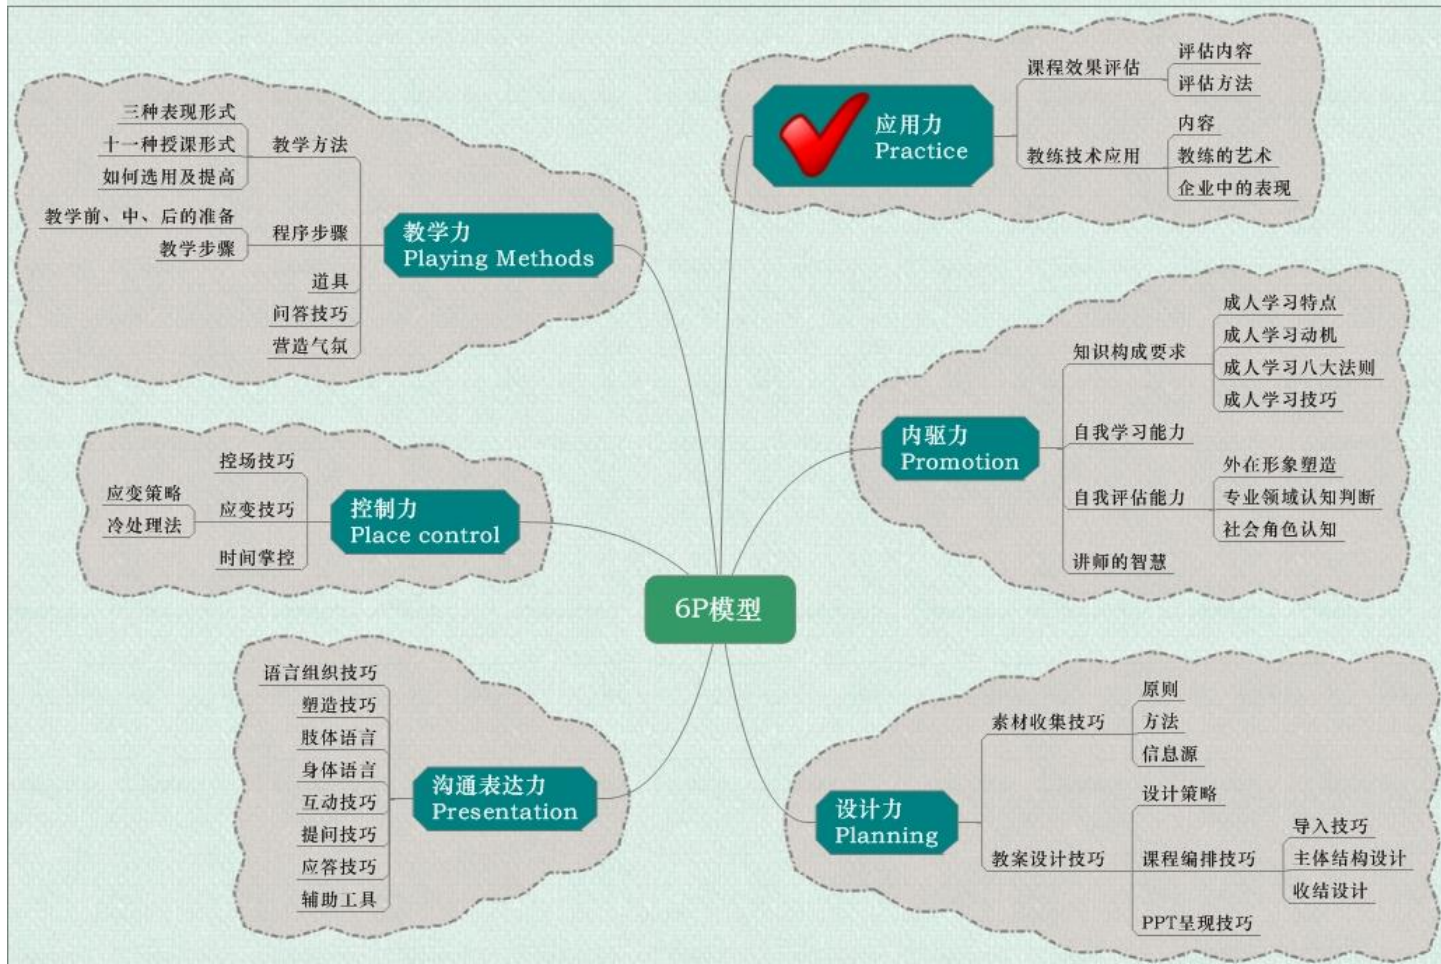 6P模型
应用力
Practice
课程效果评估
评估内容
评估方法
教练技术应用
内容
教练的艺术
企业中的表现
内驱力
Promotion
知识构成要求
成人学习特点
成人学习动机
成人学习八大法则
成人学习技巧
自我学习能力
自我评估能力
外在形象塑造
专业领域认知判断
社会角色认知
讲师的智慧
设计力
Planning
素材收集技巧
原则
方法
信息源
教案设计技巧
设计策略
课程编排技巧
导入技巧
主体结构设计
收结设计
PPT呈现技巧
教学力
Playing Methods
教学方法
三种表现形式
十一种授课形式
如何选用及提高
程序步骤
教学前、中、后的准备
教学步骤
道具
问答技巧
营造气氛
控制力
Place control
控场技巧
应变技巧
应变策略
冷处理法
时间掌控
沟通表达力
Presentation
语言组织技巧
塑造技巧
肢体语言
身体语言
互动技巧
提问技巧
应答技巧
辅助工具